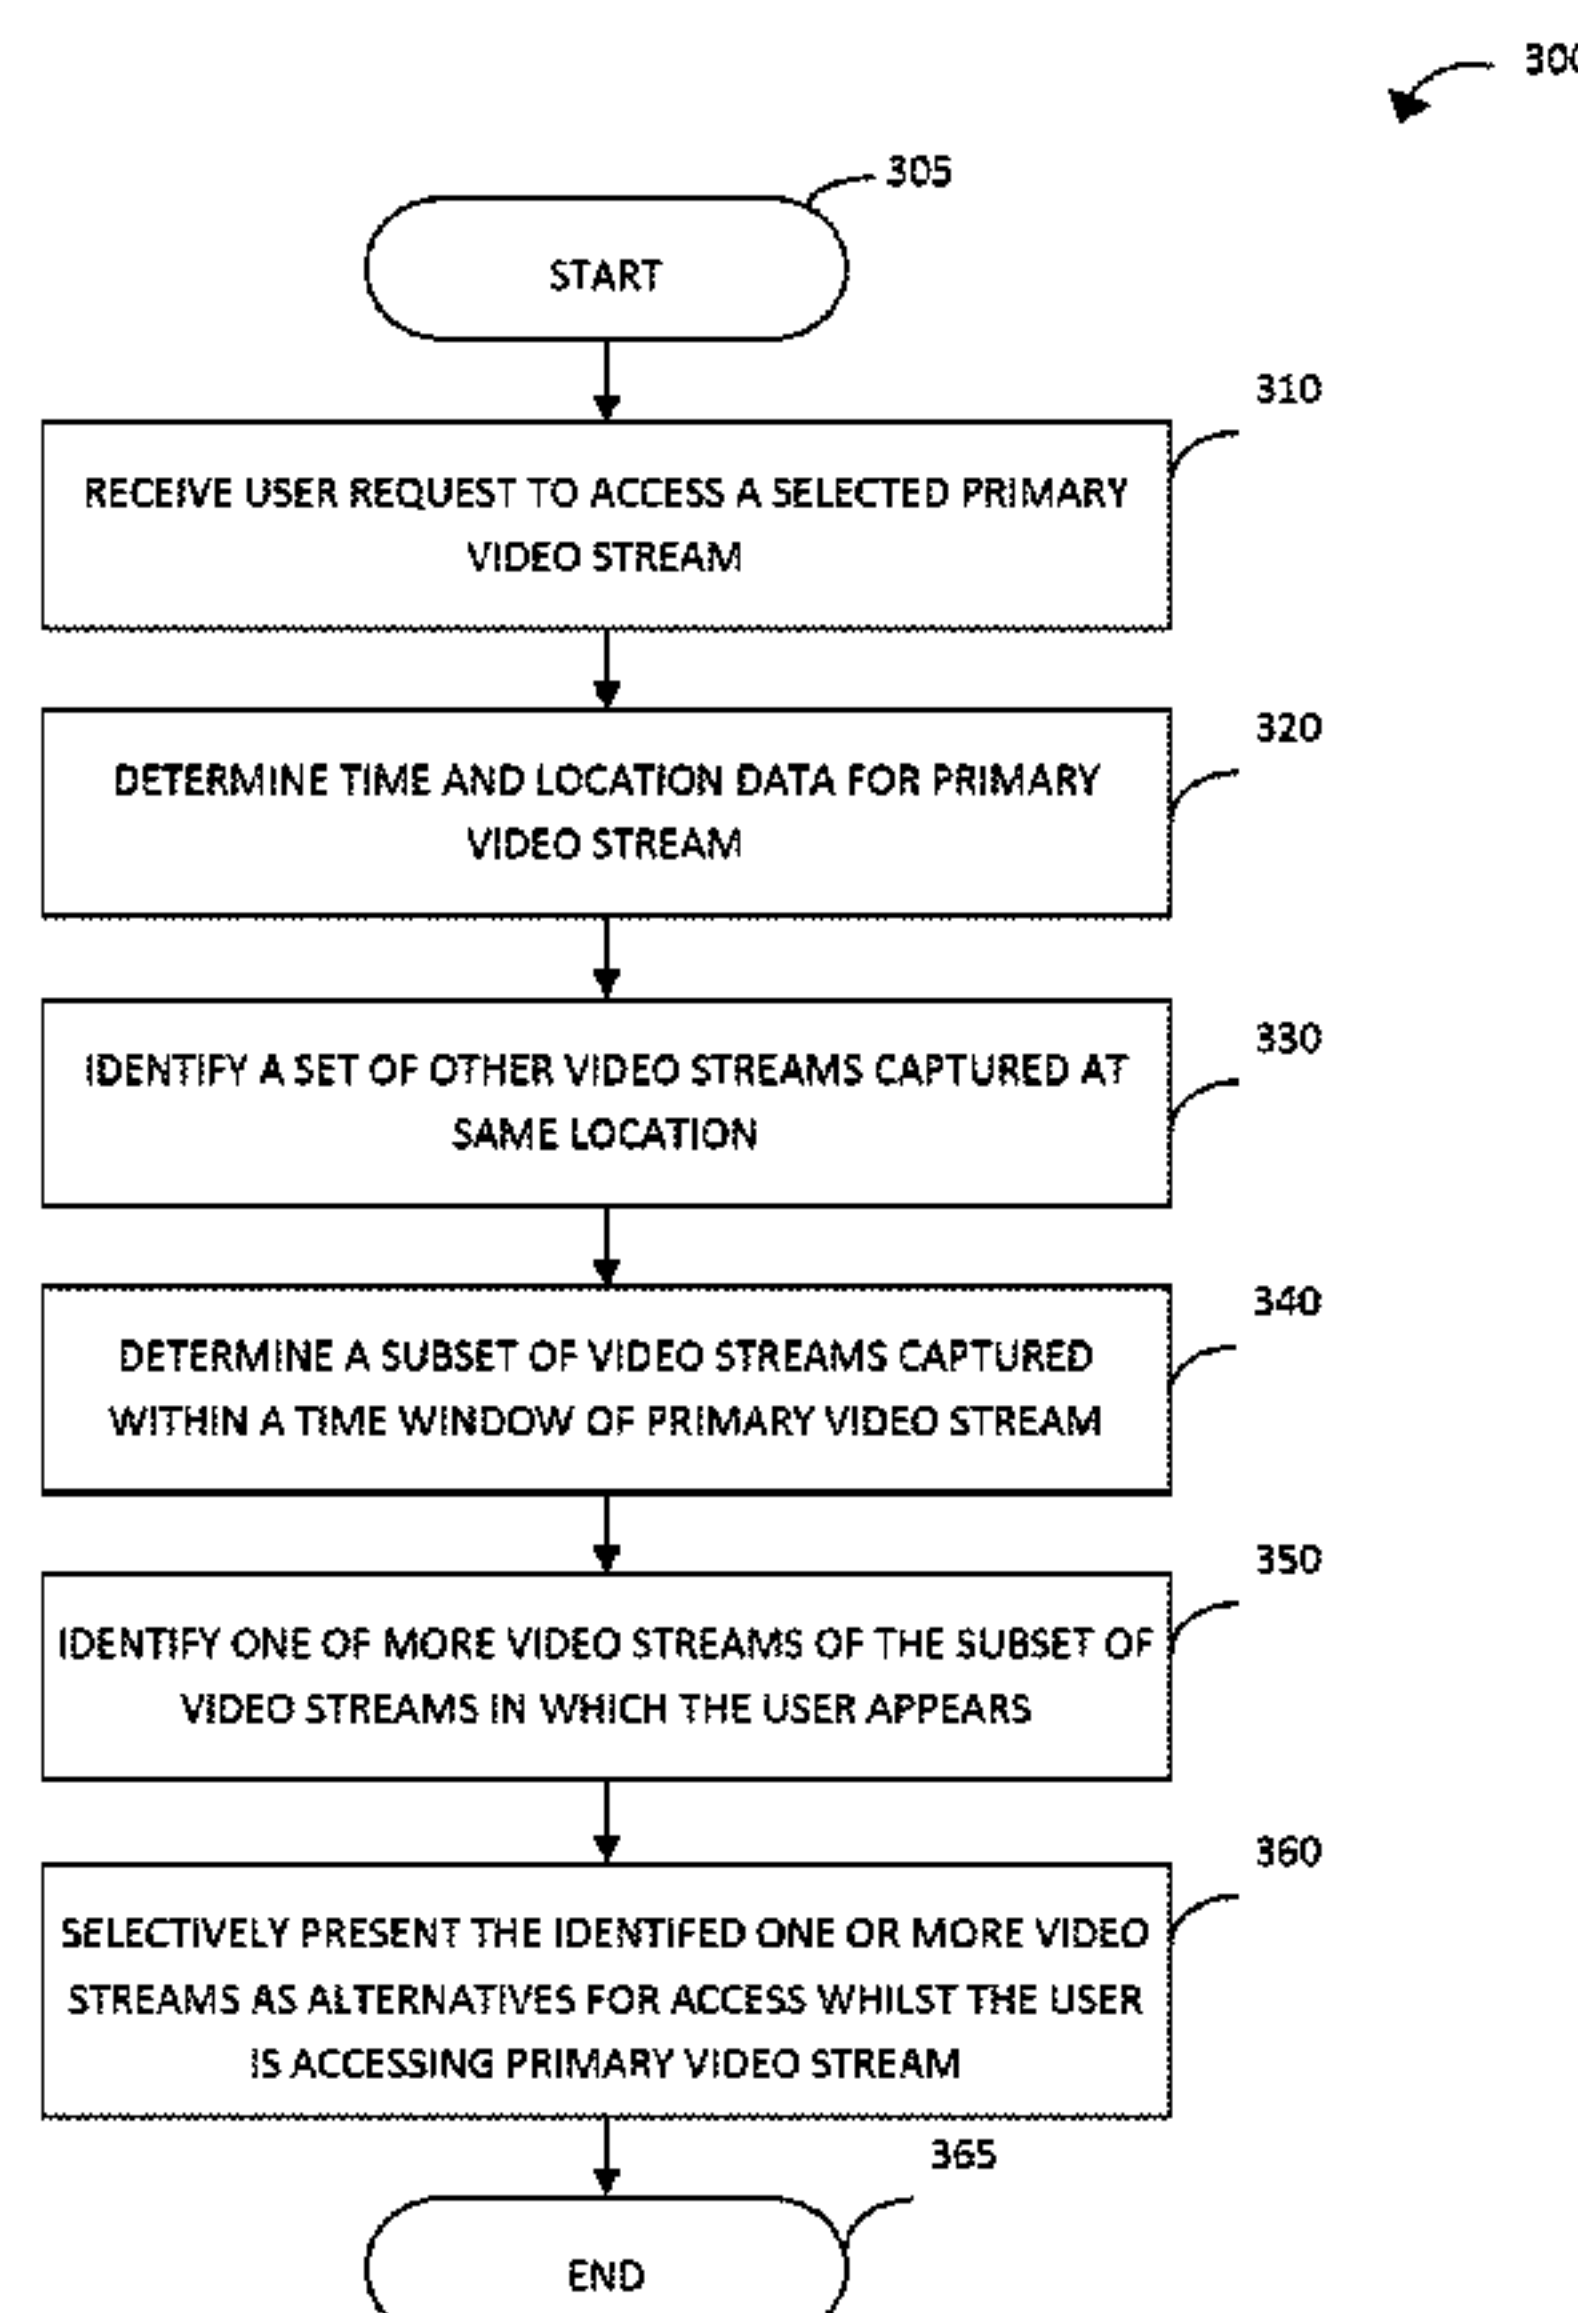 300
305
START
310
RECEIVE USER REQUEST TO ACCESS A SELECTED PRIMARY
VIDEO STREAM
320
DETERMINE TIME AND LOCATION DATA FOR PRIMARY
VIDEO STREAM
330
IDENTIFY A SET OF OTHER VIDEO STREAMS CAPTURED AT
SAME LOCATION
340
DETERMINE A SUBSET OF VIDEO STREAMS CAPTURED
WITHIN A TIME WINDOW OF PRIMARY VIDEO STREAM
350
IDENTIFY ONE OF MORE VIDEO STREAMS OF THE SUBSET OF
VIDEO STREAMS IN WHICH THE USER APPEARS
360
SELECTIVELY PRESENT THE IDENTIFED ONE OR MORE VIDEO
STREAMS AS ALTERNATIVES FOR ACCESS WHILST THE USER
IS ACCESSING PRIMARY VIDEO STREAM
365
END